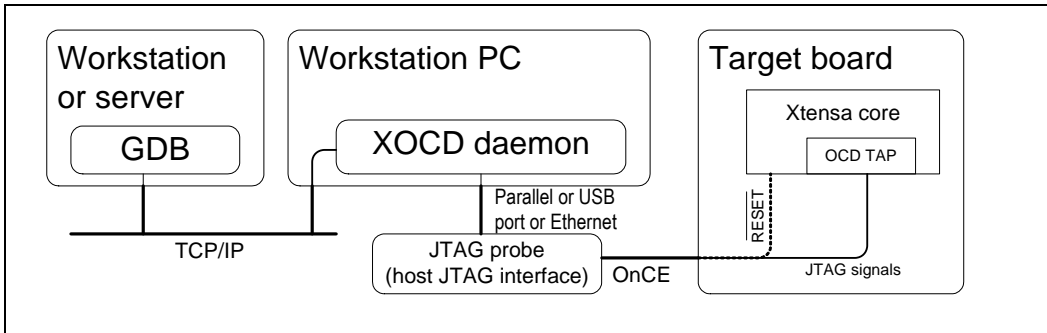 Workstation
or server
GDB
Workstation PC
XOCD daemon
Target board
Xtensa core
OCD TAP
Parallel or USB
port or Ethernet
RESET
TCP/IP
JTAG probe
(host JTAG interface)
OnCE
JTAG signals